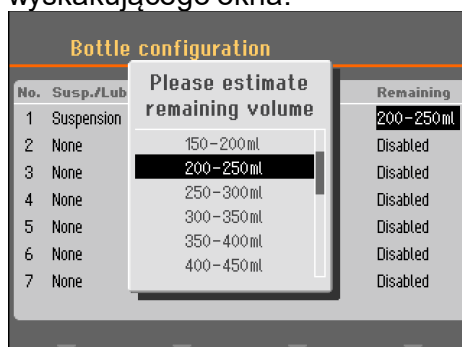 wyskakującego okna.
Bottle configuration
Please estimate
remaining volume
No. Susp./Lub Remaining
1 Suspension 200-250ml
2 None Disabled
3 None Disabled
4 None Disabled
5 None Disabled
6 None Disabled
7 None Disabled
150-200ml
200-250ml
250-300ml
300-350ml
350-400ml
400-450ml